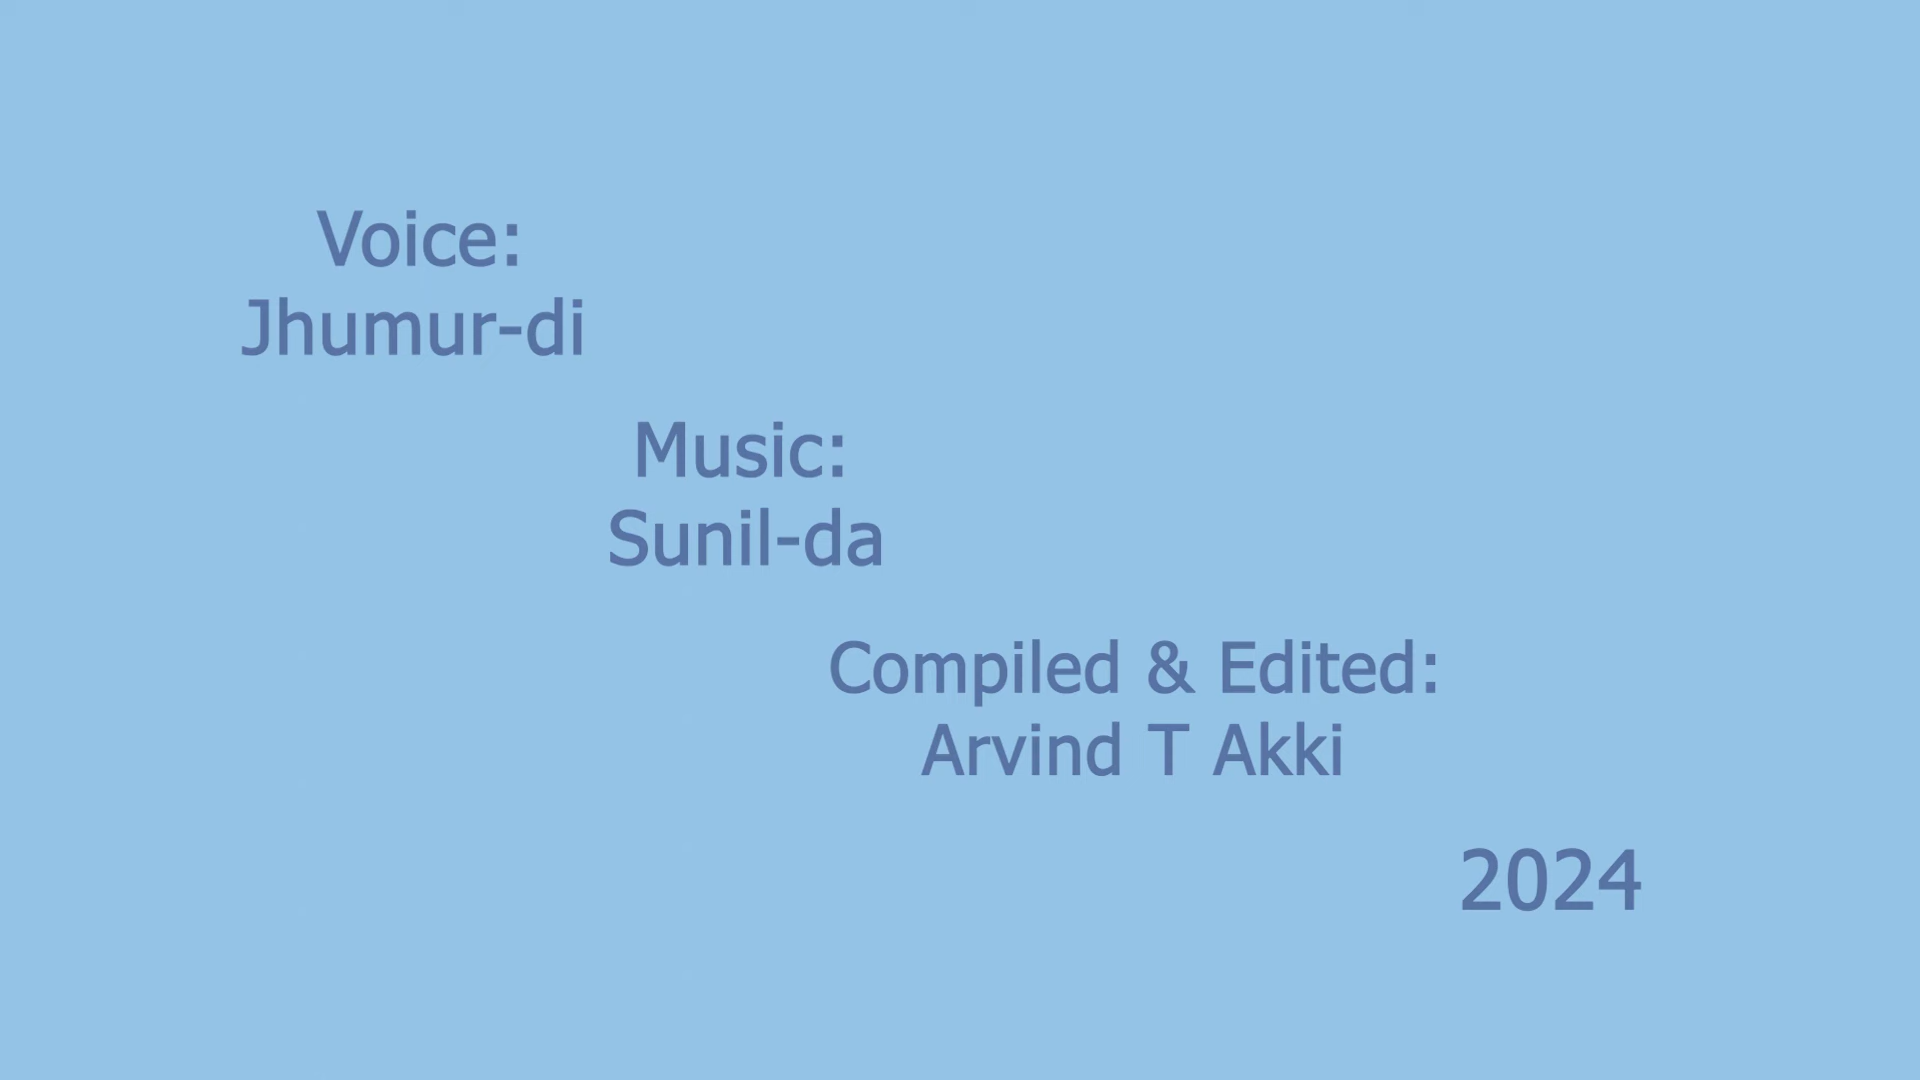 Voice:
Jhumur-di
Music:
Sunil-da
Compiled & Edited:
Arvind T Akki
2024